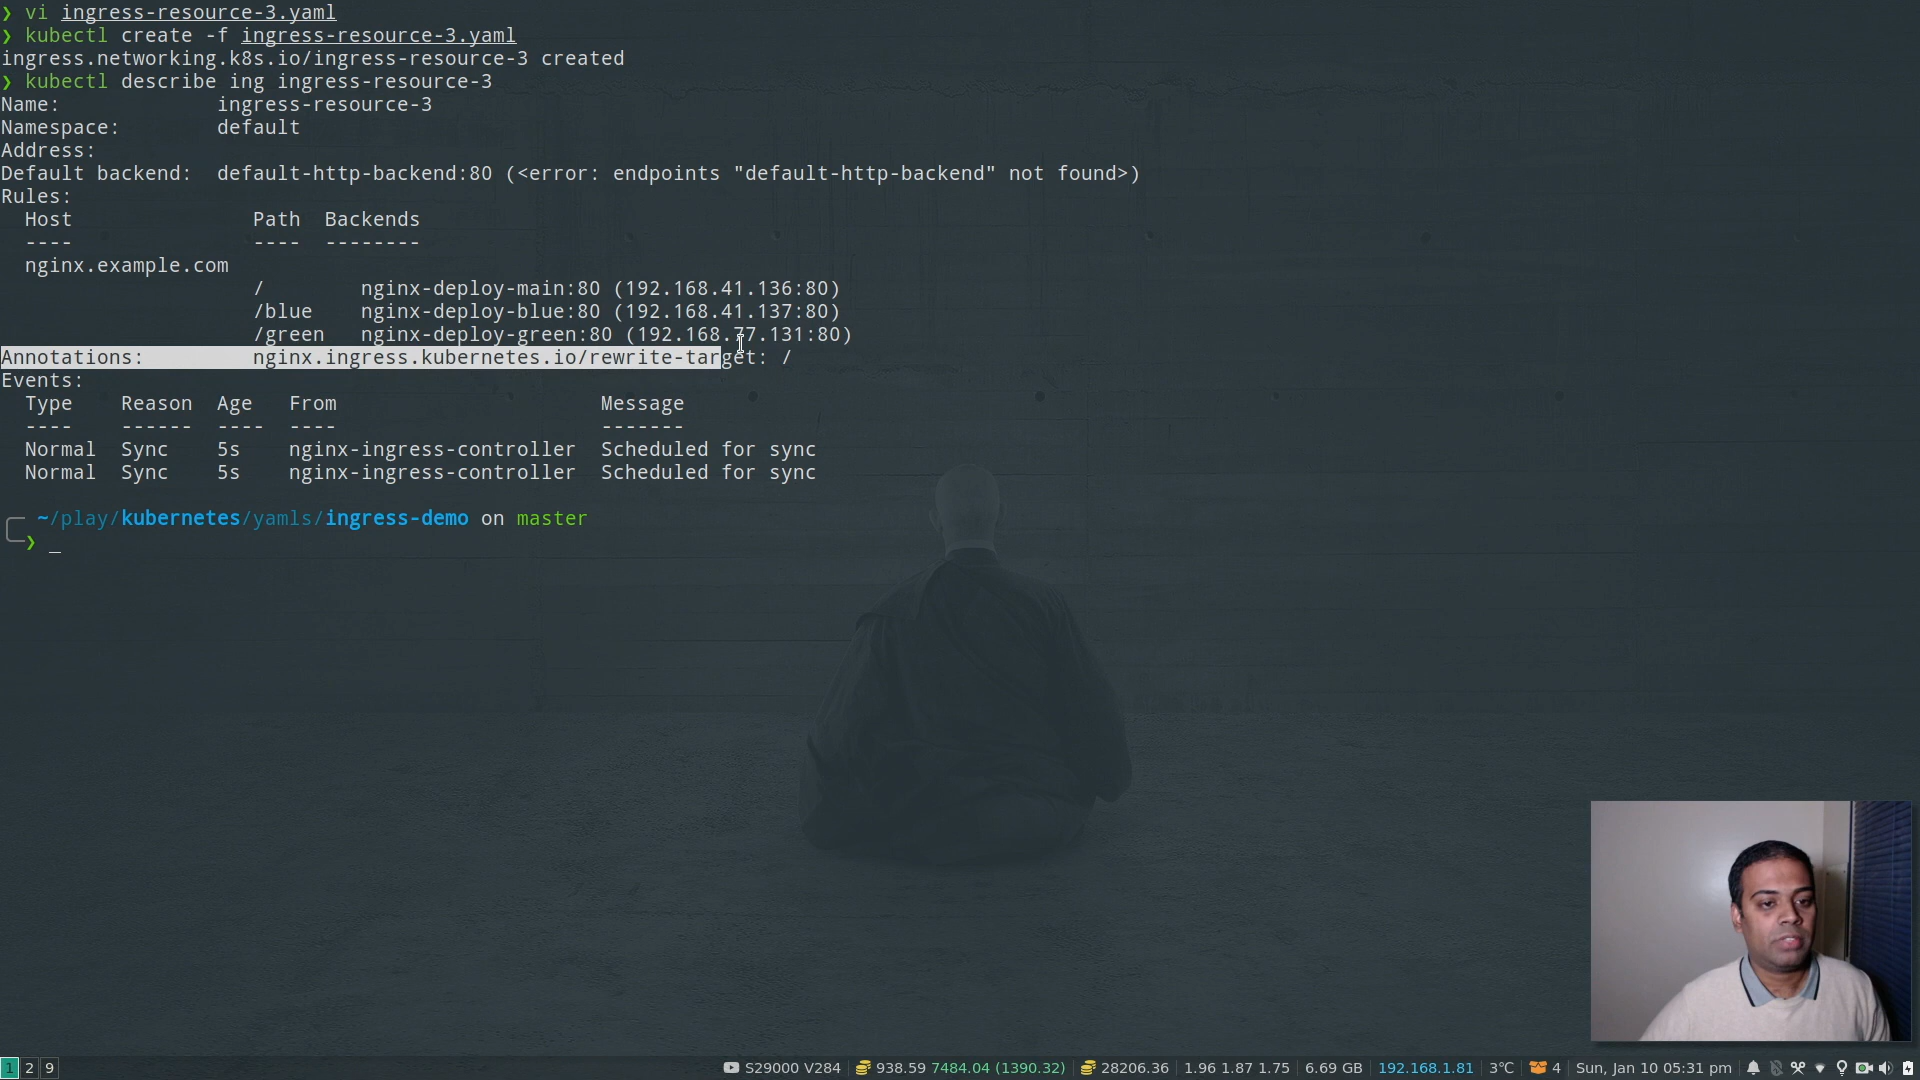 ❯ vi ingress-resource-3.yaml
❯ kubectl create -f ingress-resource-3.yaml
ingress.networking.k8s.io/ingress-resource-3 created
❯ kubectl describe ing ingress-resource-3
Name:             ingress-resource-3
Namespace:        default
Address:
Default backend:  default-http-backend:80 (<error: endpoints "default-http-backend" not found>)
Rules:
  Host               Path  Backends
  ----               ----  --------
  nginx.example.com
                     /        nginx-deploy-main:80 (192.168.41.136:80)
                     /blue    nginx-deploy-blue:80 (192.168.41.137:80)
                     /green   nginx-deploy-green:80 (192.168.77.131:80)
Annotations:         nginx.ingress.kubernetes.io/rewrite-target: /
Events:
  Type    Reason  Age   From                      Message
  ----    ------  ----  ----                      -------
  Normal  Sync    5s    nginx-ingress-controller  Scheduled for sync
  Normal  Sync    5s    nginx-ingress-controller  Scheduled for sync
~/play/kubernetes/yamls/ingress-demo on master
❯ _
1 2 9 S29000 V284 938.59 7484.04 (1390.32) 28206.36 1.96 1.87 1.75 6.69 GB 192.168.1.81 3°C 4 Sun, Jan 10 05:31 pm